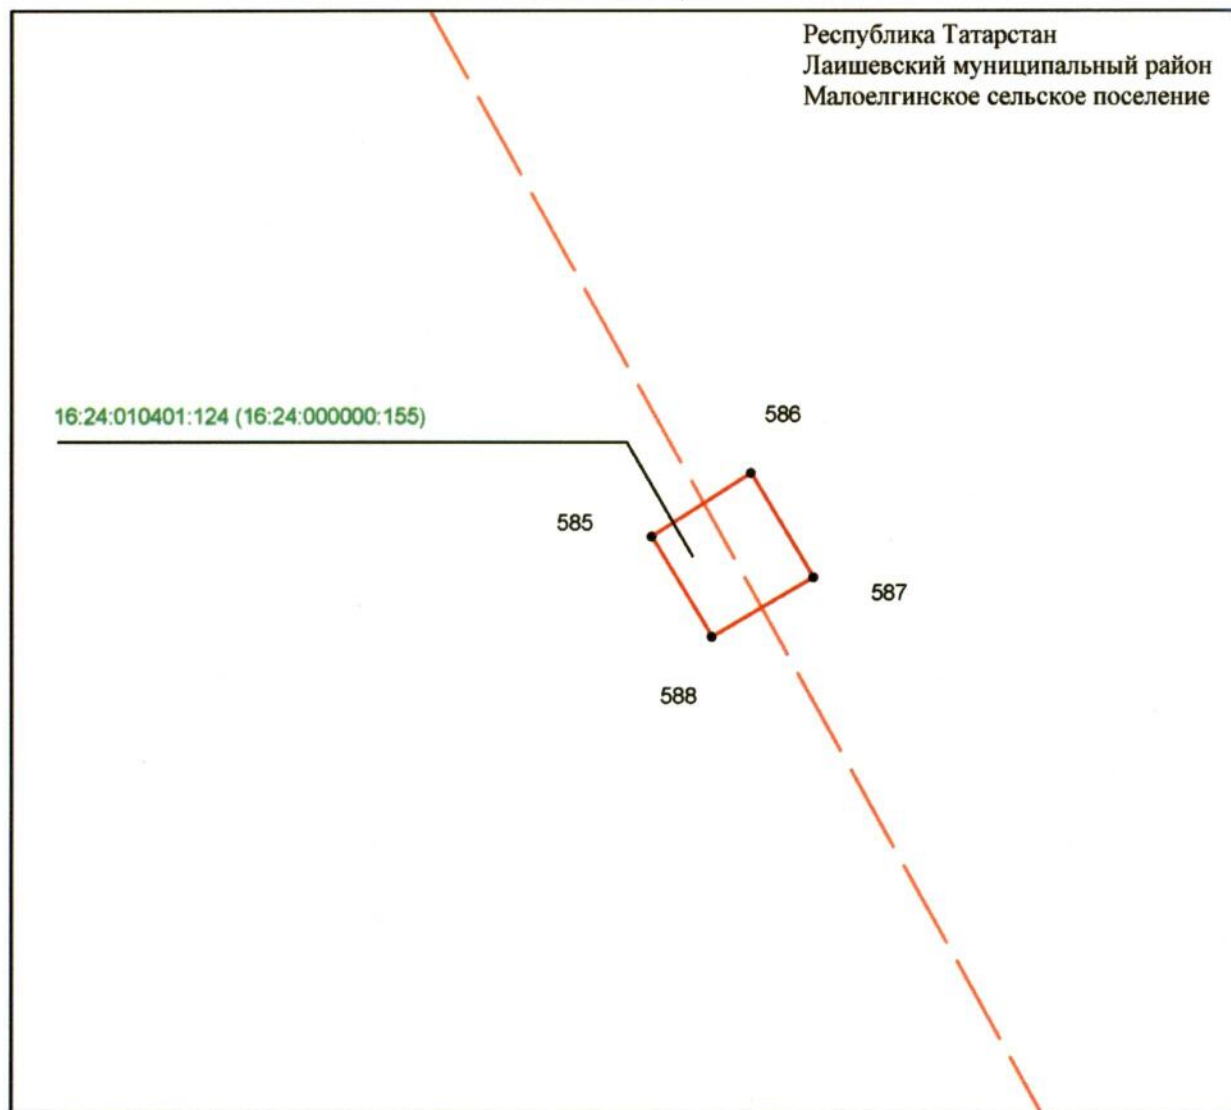 Республика Татарстан
Лаишевский муниципальный район
Малоелгинское сельское поселение
16:24:010401:124 (16:24:000000:155)
586
585
587
588